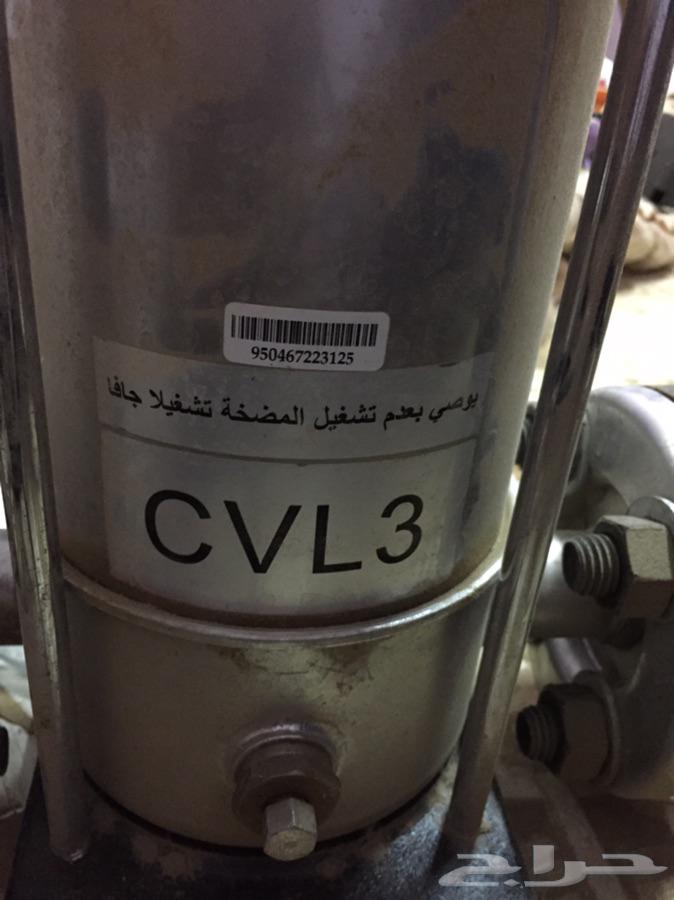 950467223125
يوصي بعدم تشغيل المضخة تشغيلا جافا
CVL3
حراج